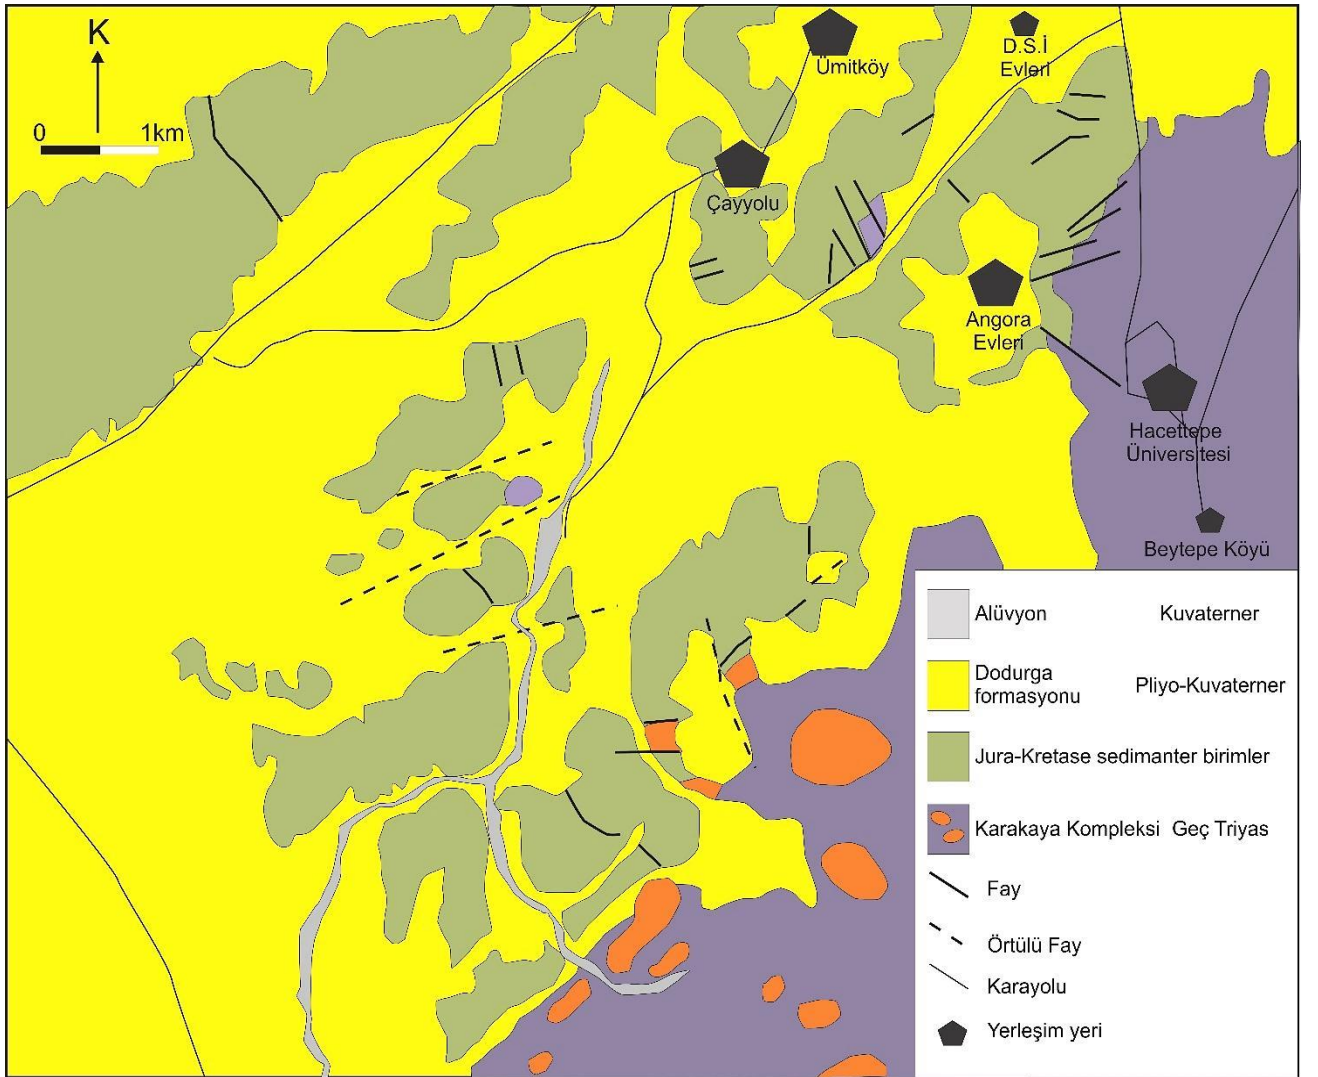 K
0 1km
Ümitköy
D.S.İ
Evleri
Çayyolu
Angora
Evleri
Hacettepe
Üniversitesi
Beytepe Köyü
Alüvyon Kuvaterner
Dodurga
formasyonu Pliyo-Kuvaterner
Jura-Kretase sedimanter birimler
Karakaya Kompleksi Geç Triyas
Fay
Örtülü Fay
Karayolu
Yerleşim yeri